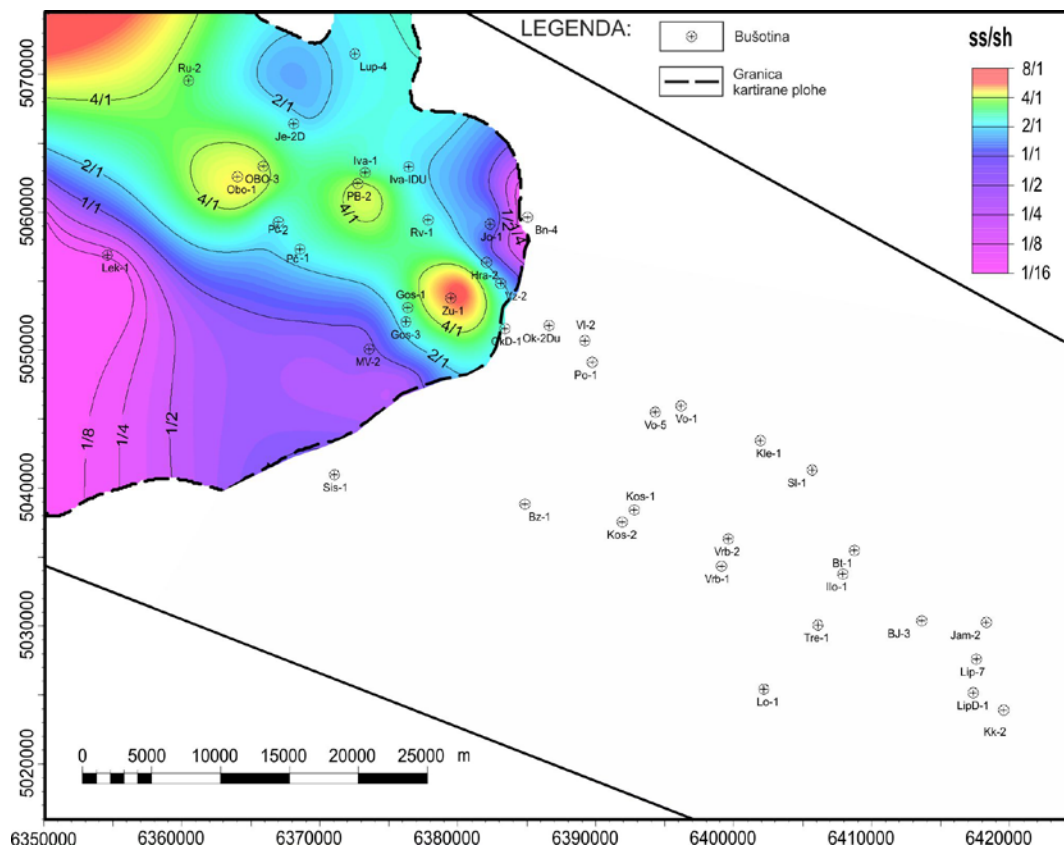 LEGENDA:
Bušotina
Granica
kartirane plohe
ss/sh
8/1
4/1
2/1
1/1
1/2
1/4
1/8
1/16
Ru-2
Lup-4
4/1
2/1
Je-2D
2/1
1/1
OBO-3
Obo-1
4/1
Iva-1
Iva-IDU
PB-2
4/1
Pc-2
Pc-1
Rv-1
Jo-1
1/2
1/4
Bn-4
Hra-2
Lek-1
Gos-1
Zu-1
4/1
Gos-3
2/1
MV-2
OkD-1
Ok-2Du
Vl-2
Po-1
1/8
1/4
1/2
Vo-5
Vo-1
Kle-1
Sl-1
Sis-1
Bz-1
Kos-1
Kos-2
Vrb-2
Vrb-1
Bt-1
Ilo-1
Tre-1
BJ-3
Jam-2
Lip-7
Lo-1
LipD-1
Kk-2
0 5000 10000 15000 20000 25000 m
5070000
5060000
5050000
5040000
5030000
5020000
6350000 6360000 6370000 6380000 6390000 6400000 6410000 6420000